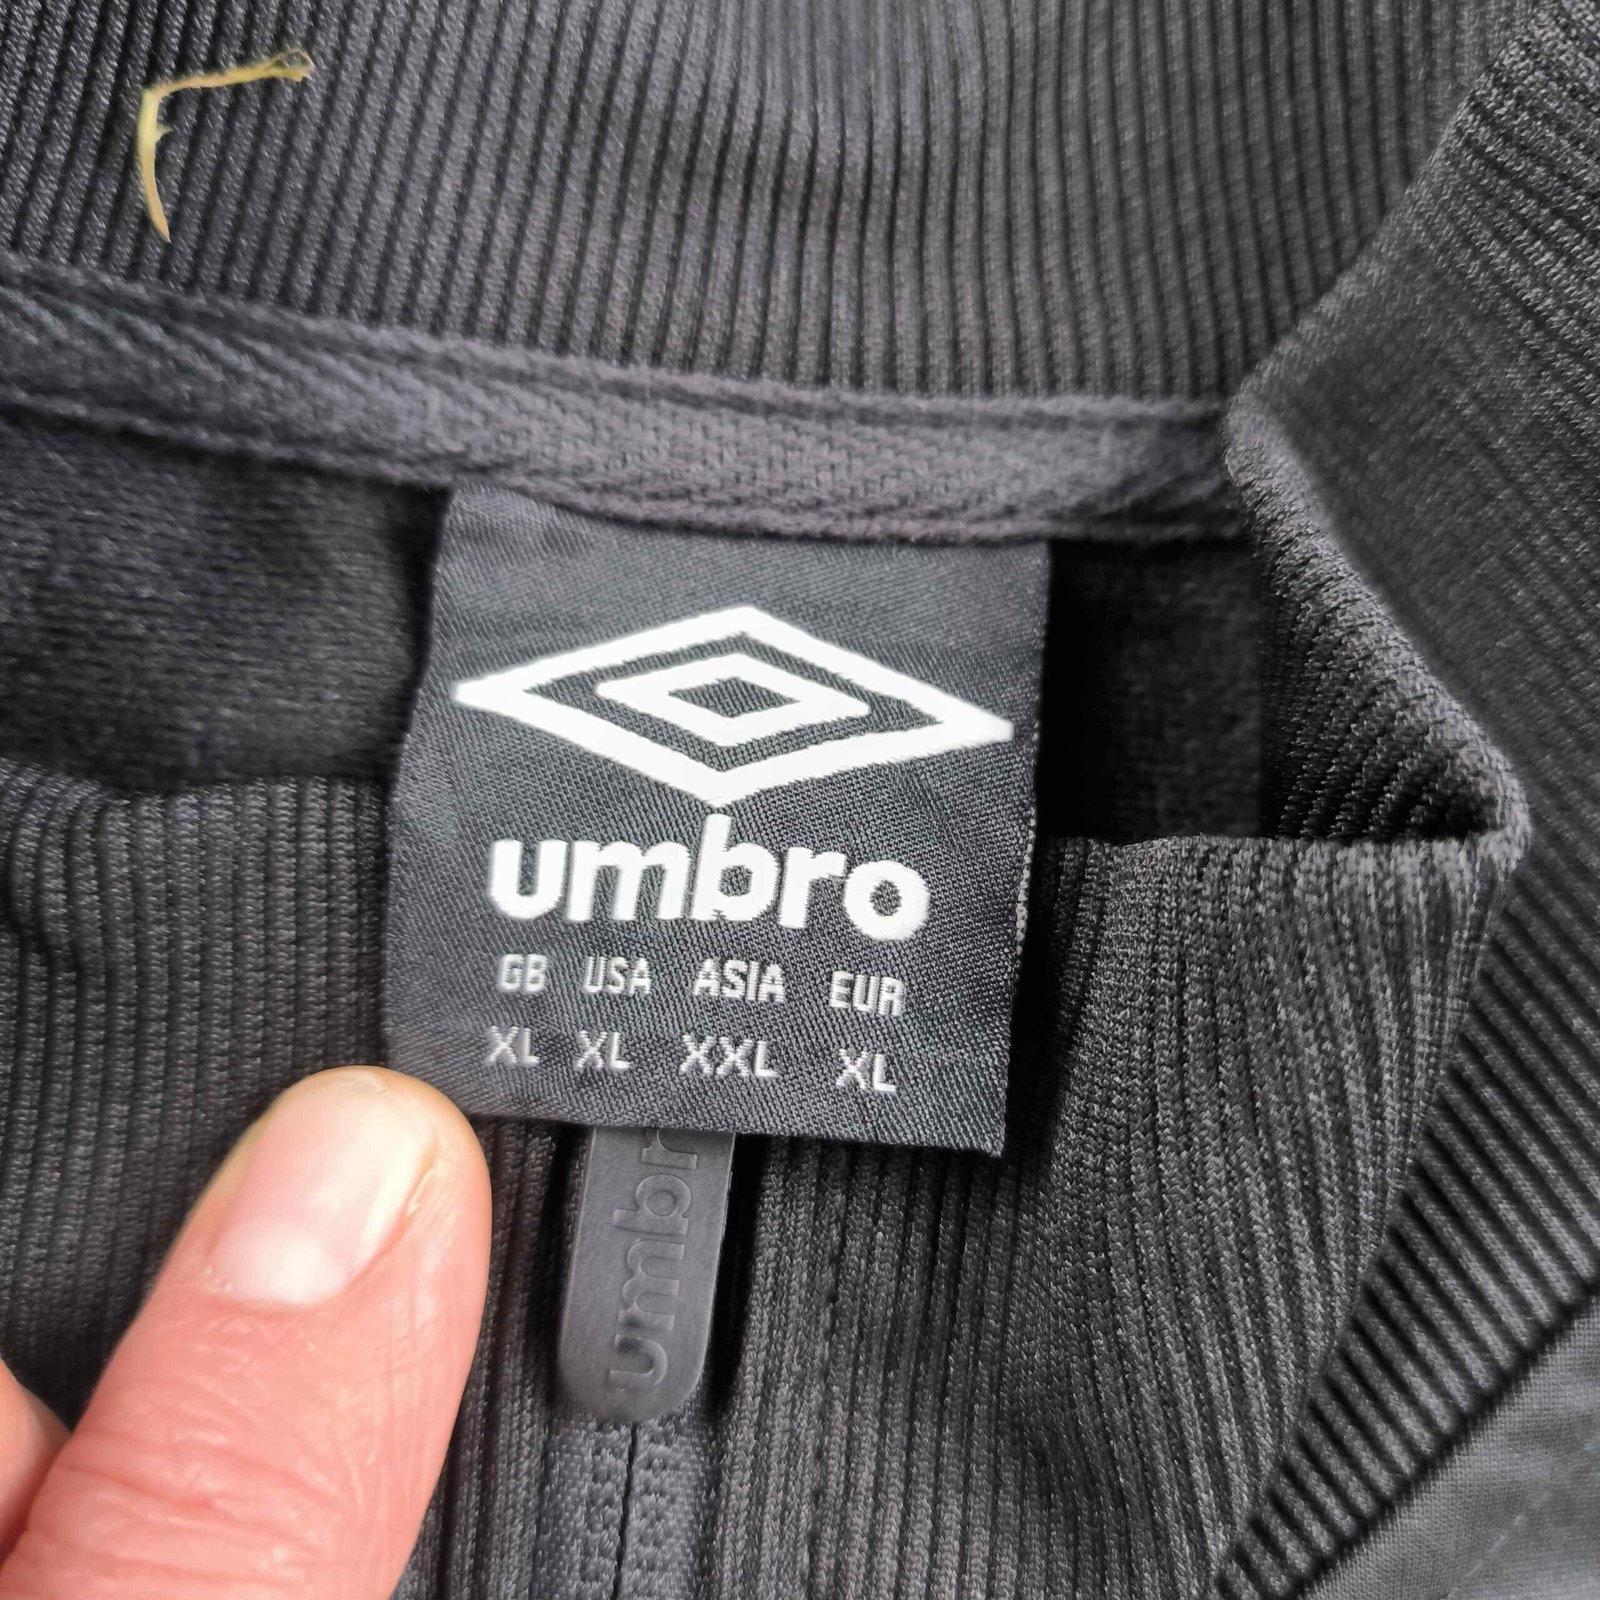 umbro
GB USA ASIA EUR
XL XL XXL XL
umbro